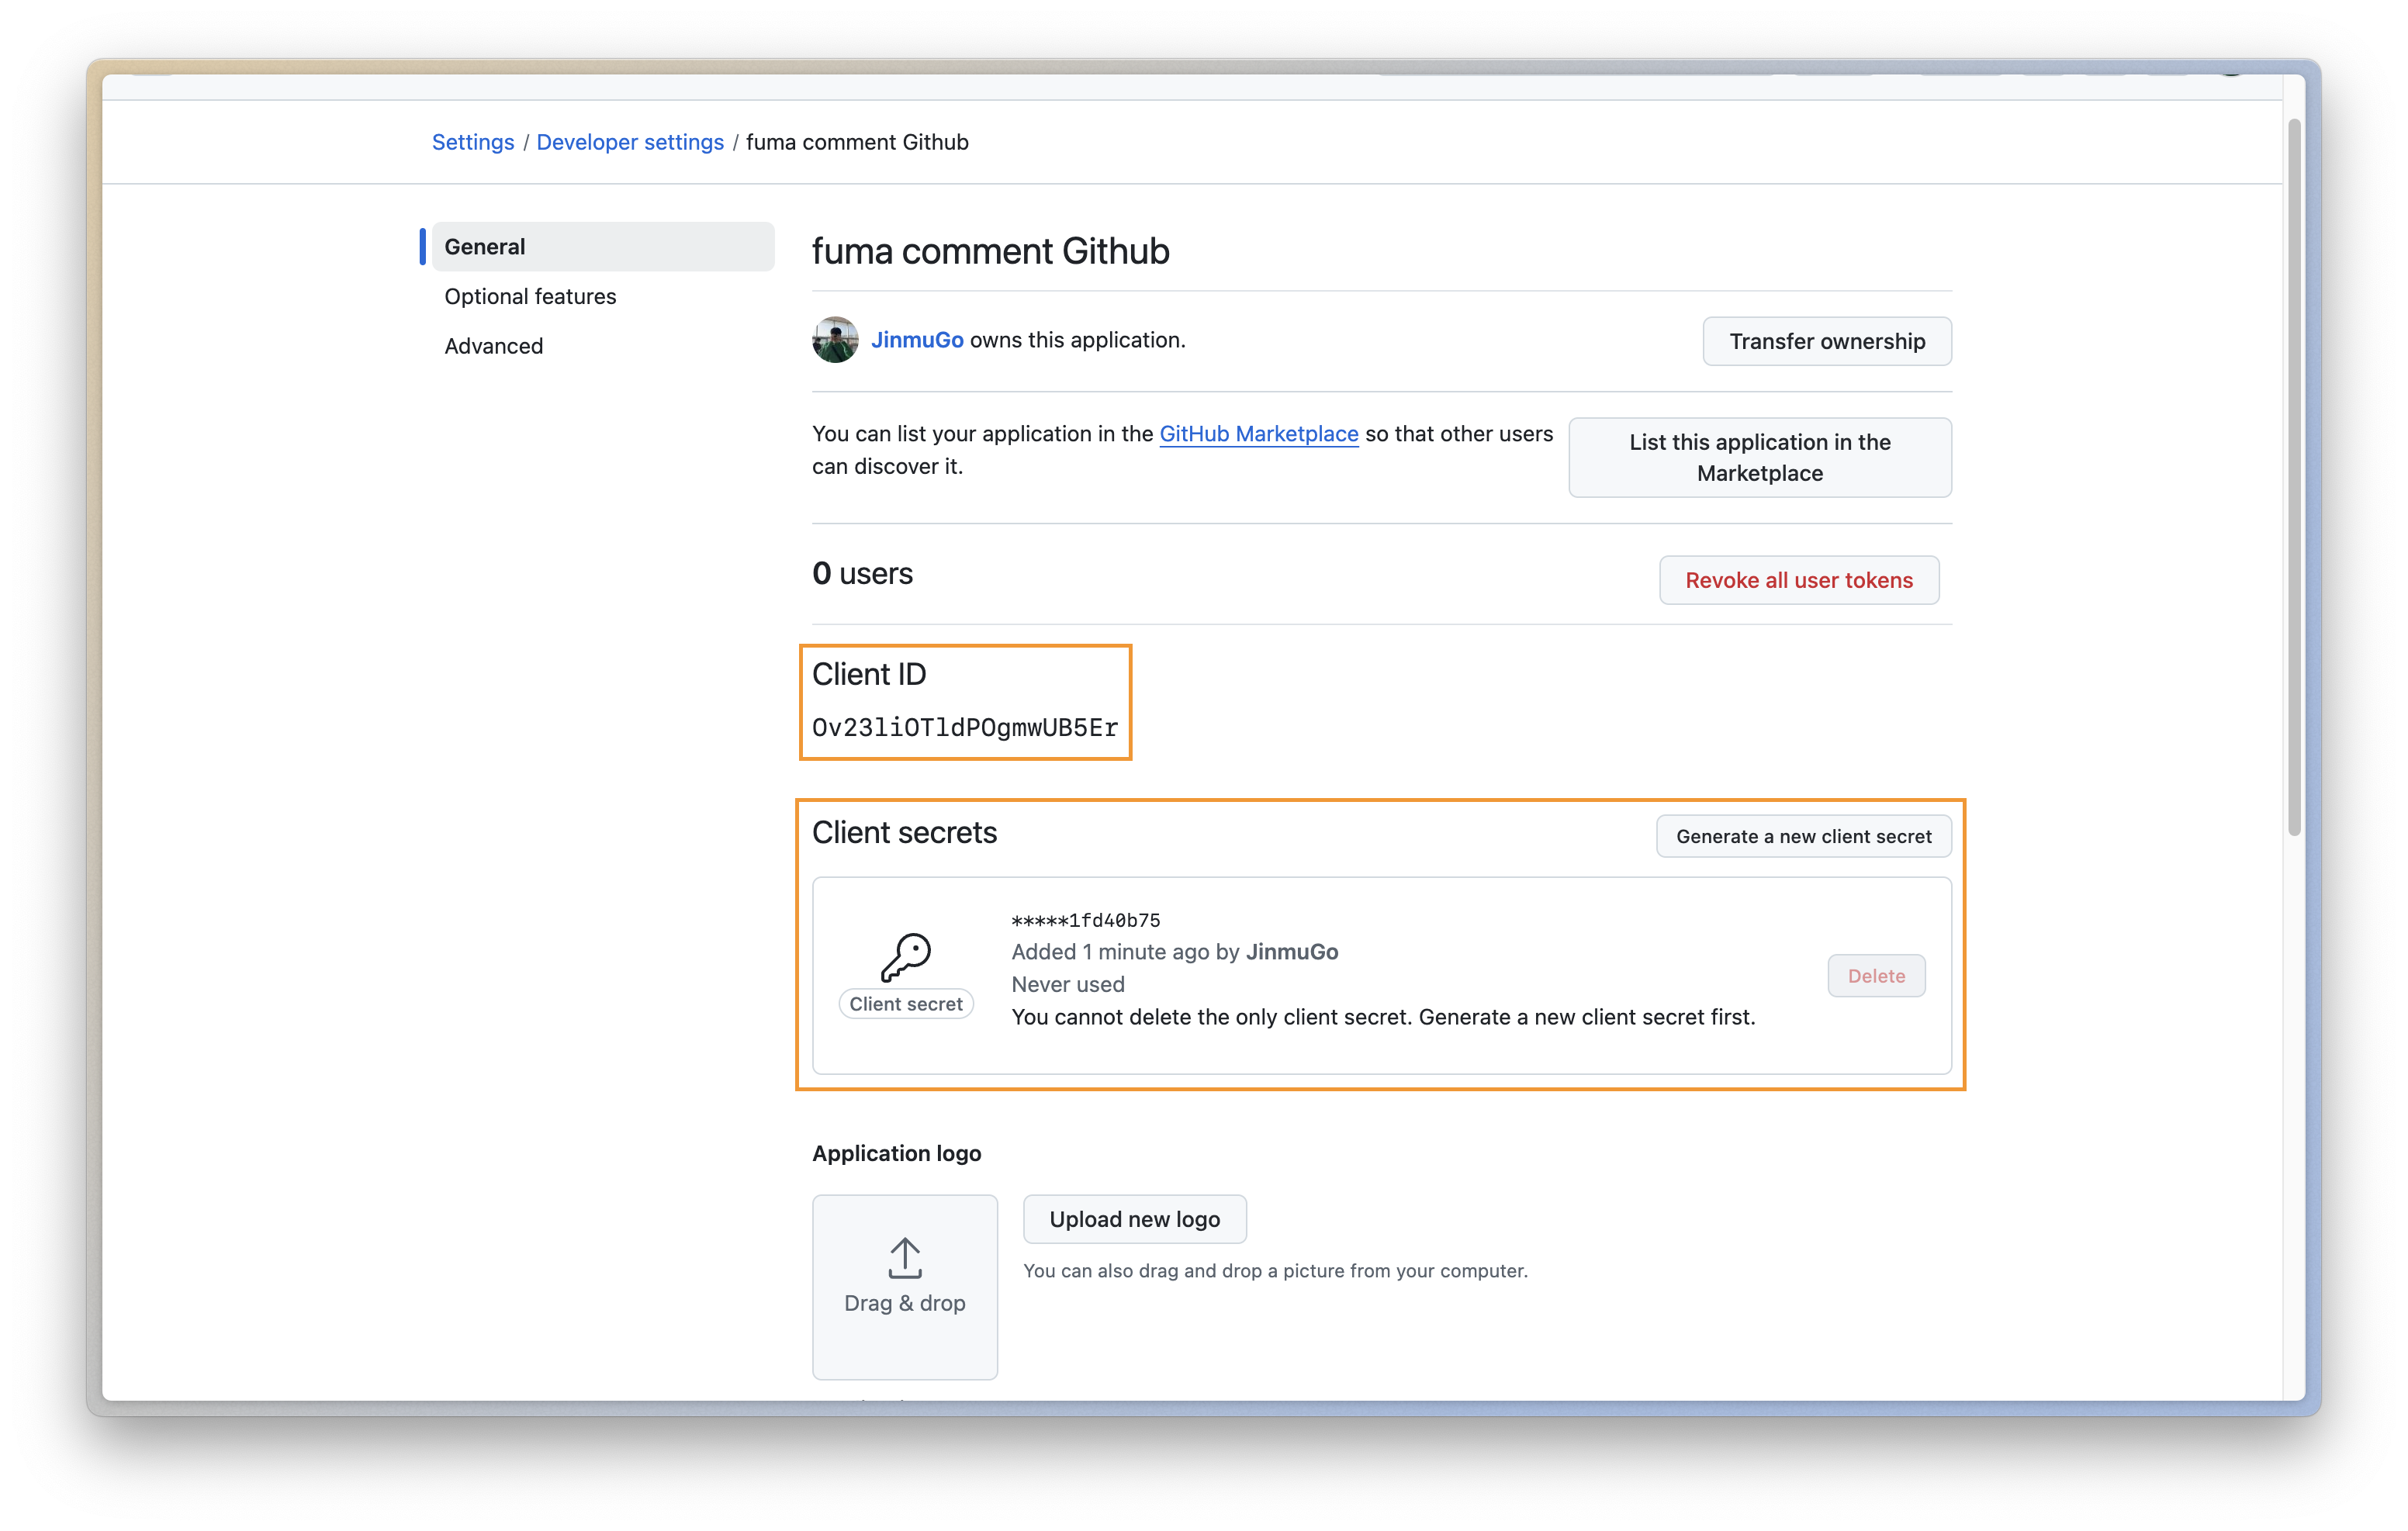 Settings / Developer settings / fuma comment Github
General
Optional features
Advanced
fuma comment Github
JinmuGo owns this application.
Transfer ownership
You can list your application in the GitHub Marketplace so that other users
can discover it.
List this application in the
Marketplace
0 users
Revoke all user tokens
Client ID
Ov23liOTldPOgmwUB5Er
Client secrets
Generate a new client secret
Client secret
*****1fd40b75
Added 1 minute ago by JinmuGo
Never used
You cannot delete the only client secret. Generate a new client secret first.
Delete
Application logo
Drag & drop
Upload new logo
You can also drag and drop a picture from your computer.